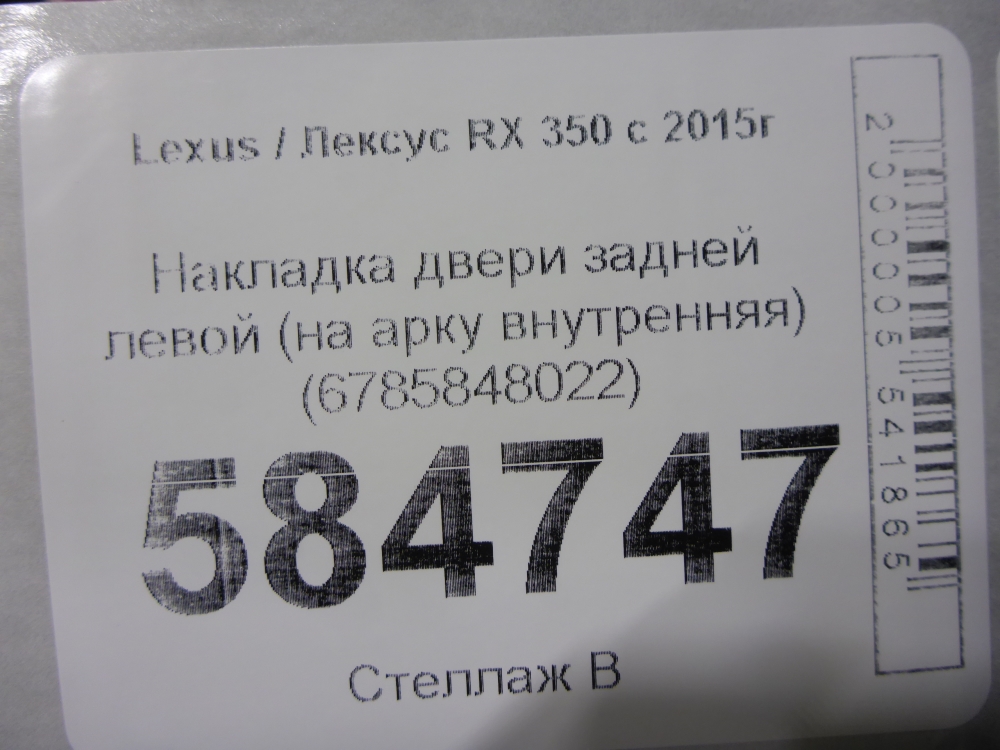 Lexus / Лексус RX 350 с 2015г
Накладка двери задней
левой (на арку внутренняя)
(6785848022)
584747
Стеллаж В
2000005541865